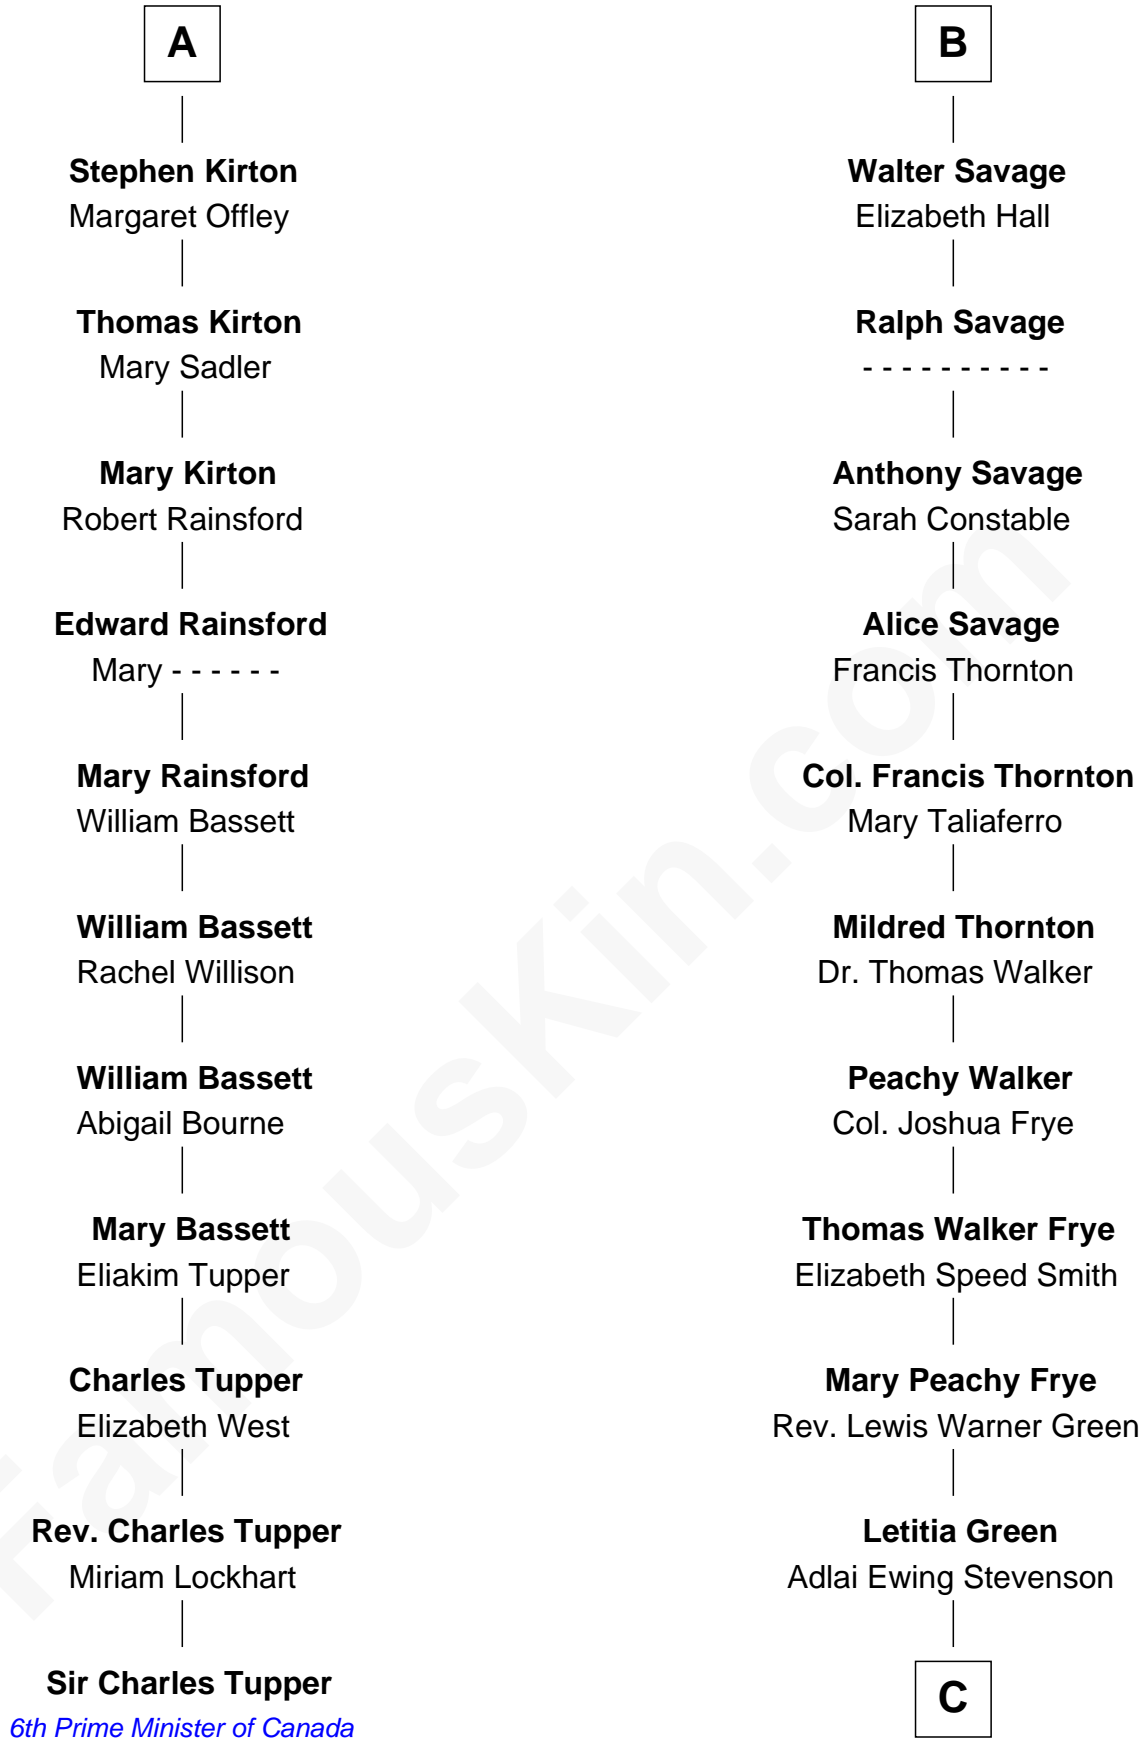 A
Stephen Kirton
Margaret Offley
Thomas Kirton
Mary Sadler
Mary Kirton
Robert Rainsford
Edward Rainsford
Mary - - - - - -
Mary Rainsford
William Bassett
William Bassett
Rachel Willison
William Bassett
Abigail Bourne
Mary Bassett
Eliakim Tupper
Charles Tupper
Elizabeth West
Rev. Charles Tupper
Miriam Lockhart
Sir Charles Tupper
6th Prime Minister of Canada
B
Walter Savage
Elizabeth Hall
Ralph Savage
- - - - - - - - - -
Anthony Savage
Sarah Constable
Alice Savage
Francis Thornton
Col. Francis Thornton
Mary Taliaferro
Mildred Thornton
Dr. Thomas Walker
Peachy Walker
Col. Joshua Frye
Thomas Walker Frye
Elizabeth Speed Smith
Mary Peachy Frye
Rev. Lewis Warner Green
Letitia Green
Adlai Ewing Stevenson
C
FamousKin.com